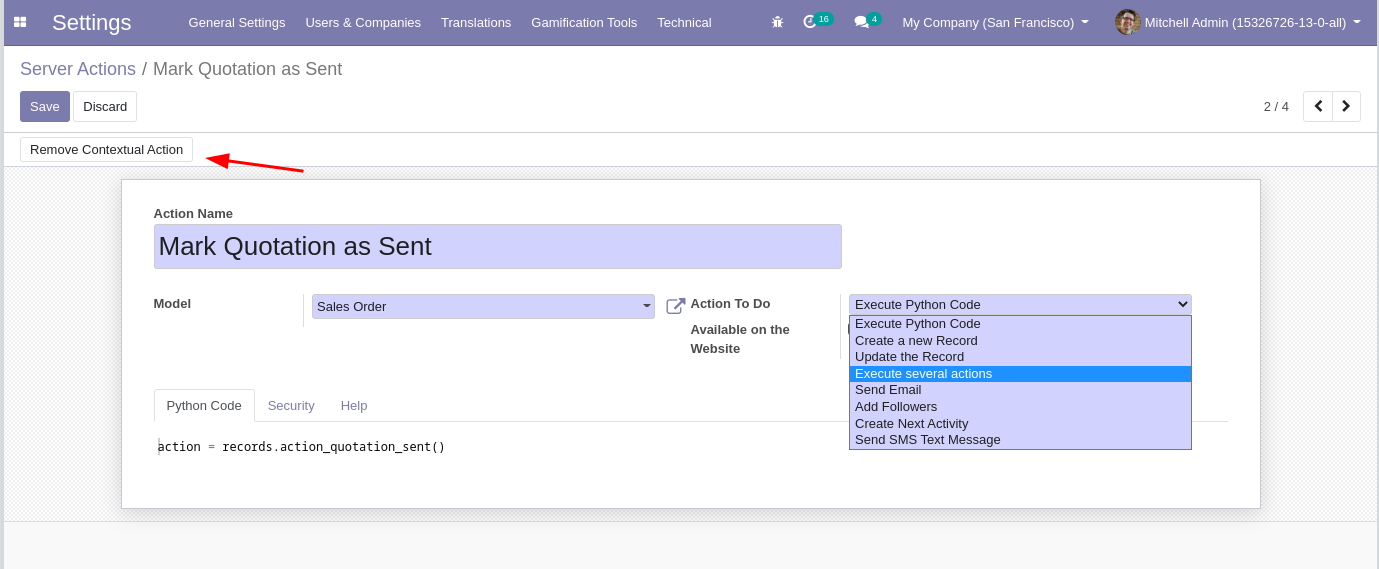 Settings General Settings Users & Companies Translations Gamification Tools Technical 16 4 My Company (San Francisco) Mitchell Admin (15326726-13-0-all)
Server Actions / Mark Quotation as Sent
Save Discard 2 / 4
Remove Contextual Action
Action Name
Mark Quotation as Sent
Model Sales Order Action To Do Execute Python Code
Available on the
Website
Execute Python Code
Create a new Record
Update the Record
Execute several actions
Send Email
Add Followers
Create Next Activity
Send SMS Text Message
Python Code Security Help
action = records.action_quotation_sent()